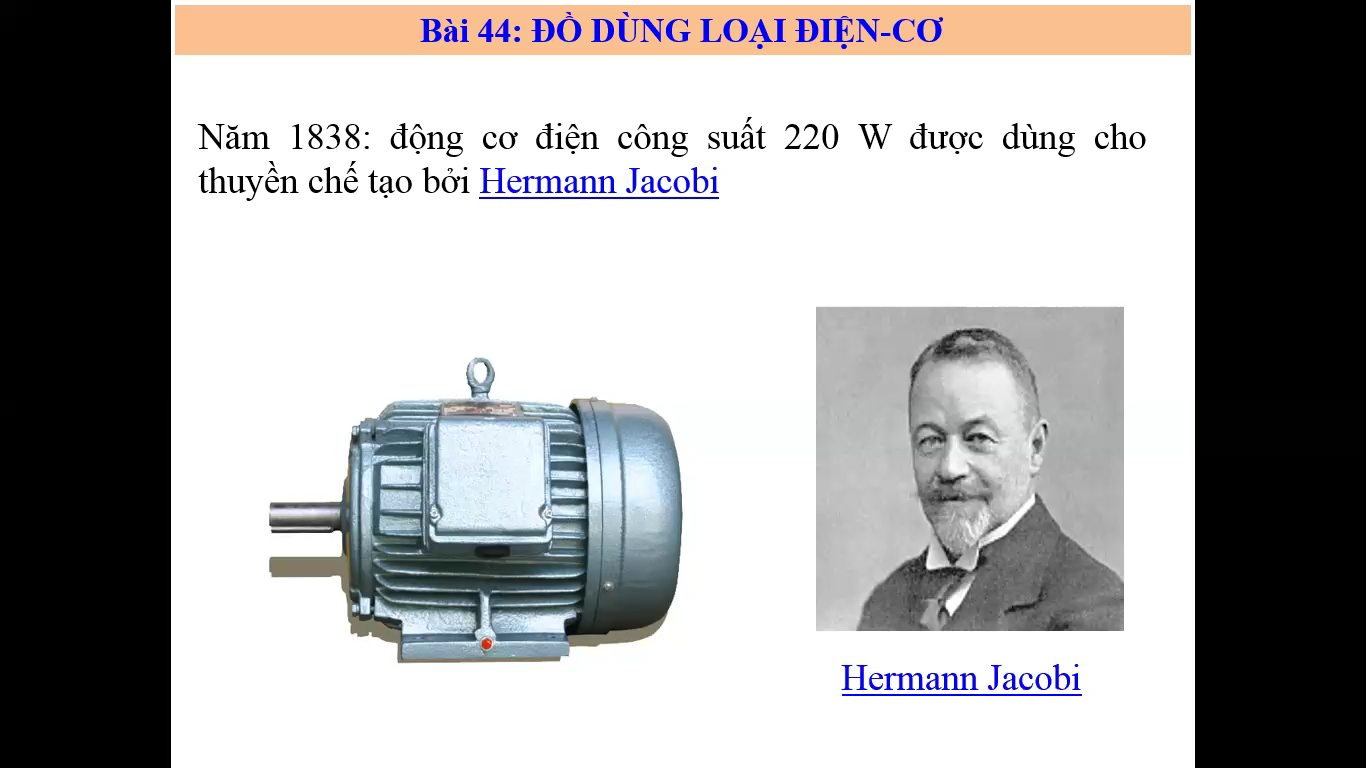 Bài 44: ĐỒ DÙNG LOẠI ĐIỆN-CƠ
Năm 1838: động cơ điện công suất 220 W được dùng cho
thuyền chế tạo bởi Hermann Jacobi
Hermann Jacobi